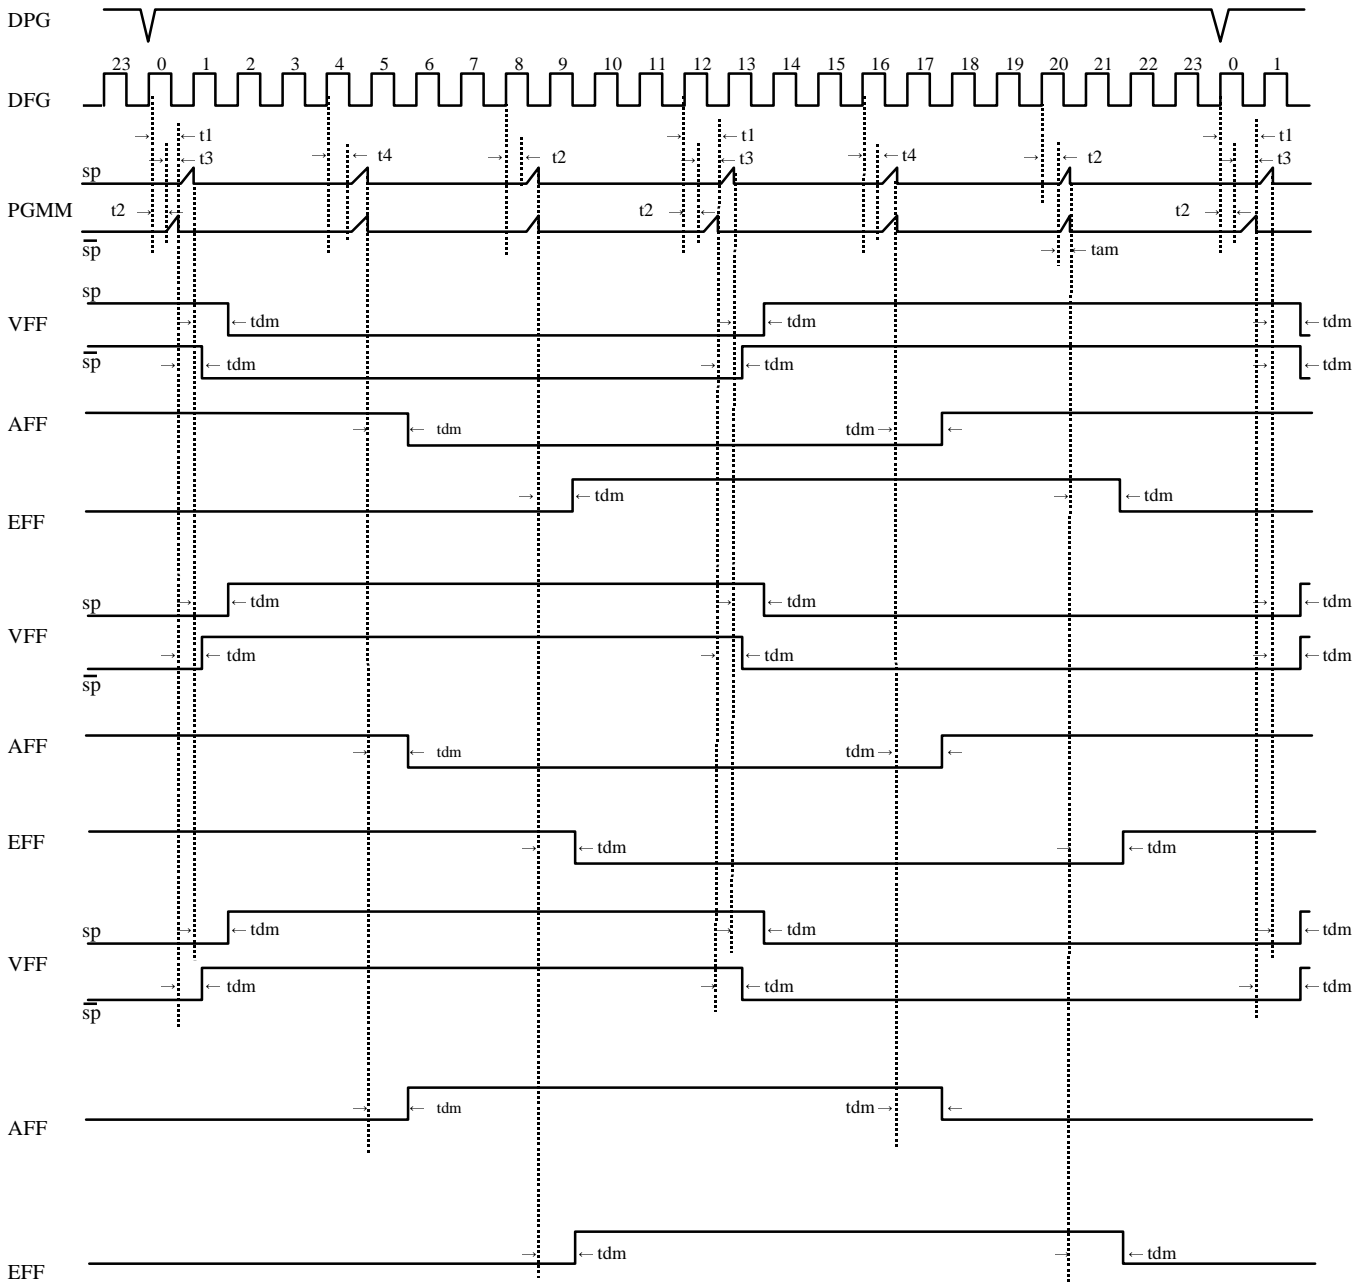 DPG
23 0 1 2 3 4 5 6 7 8 9 10 11 12 13 14 15 16 17 18 19 20 21 22 23 0 1
DFG
→ ←t1 → → → ←t1 → → → ←t1
→ ←t3 → ← t4 → ← t2 → ←t3 → ← t4 → ← t2 → ←t3
sp
PGMM t2 → ← t2 → ← t2 → ←
s̅p̅ → ← tam
sp
VFF → ←tdm → ←tdm → ←tdm
s̅p̅ → ←tdm → ←tdm → ←tdm
AFF → ← tdm tdm→ ←
EFF → ←tdm → ←tdm
sp → ←tdm → ←tdm → ←tdm
VFF
s̅p̅ → ←tdm → ←tdm → ←tdm
AFF → ← tdm tdm→ ←
EFF → ←tdm → ←tdm
sp → ←tdm → ←tdm → ←tdm
VFF
s̅p̅ → ←tdm → ←tdm → ←tdm
AFF → ← tdm tdm→ ←
EFF → ←tdm → ←tdm